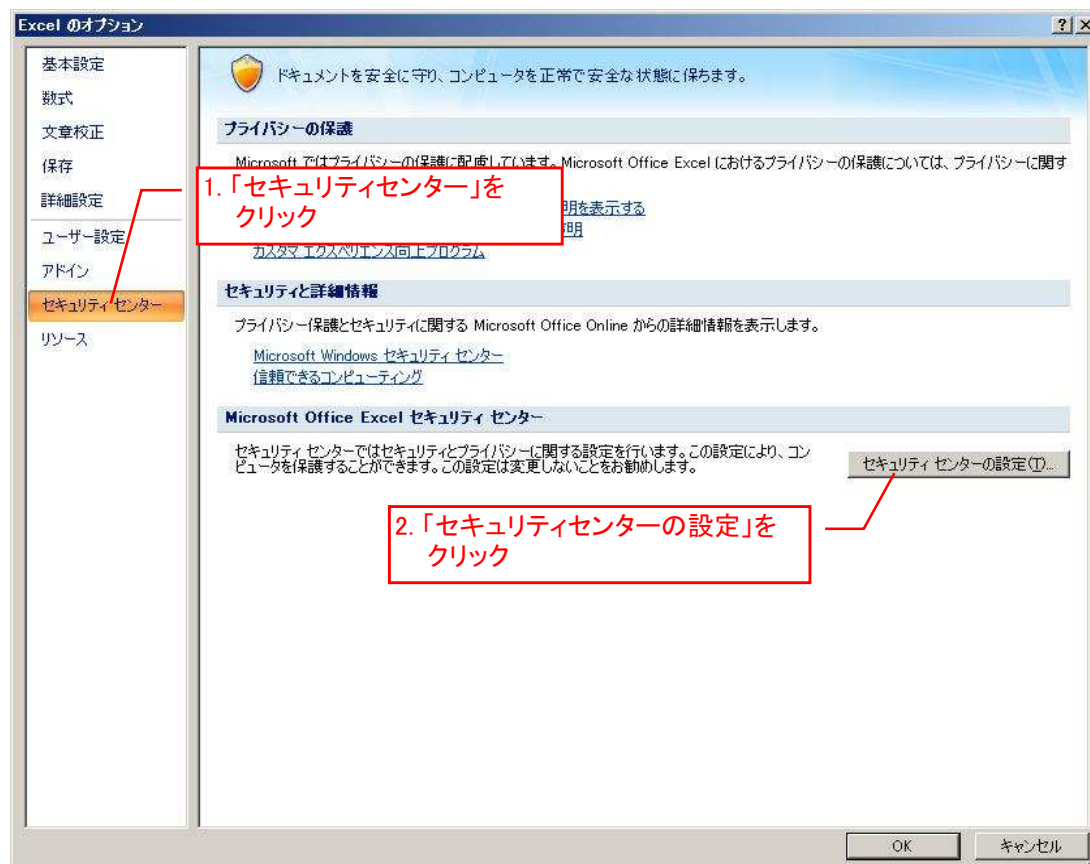 Excel のオプション
基本設定
数式
文章校正
保存
詳細設定
ユーザー設定
アドイン
セキュリティ センター
リソース
ドキュメントを安全に守り、コンピュータを正常で安全な状態に保ちます。
プライバシーの保護
Microsoft ではプライバシーの保護に配慮しています。Microsoft Office Excel におけるプライバシーの保護については、プライバシーに関す
1.「セキュリティセンター」を
クリック
明を表示する
明
カスタマ エクスペリエンス向上プログラム
セキュリティと詳細情報
プライバシー保護とセキュリティに関する Microsoft Office Online からの詳細情報を表示します。
Microsoft Windows セキュリティ センター
信頼できるコンピューティング
Microsoft Office Excel セキュリティ センター
セキュリティ センターではセキュリティとプライバシーに関する設定を行います。この設定により、コン
ピュータを保護することができます。この設定は変更しないことをお勧めします。
セキュリティ センターの設定(T)...
2.「セキュリティセンターの設定」を
クリック
OK
キャンセル